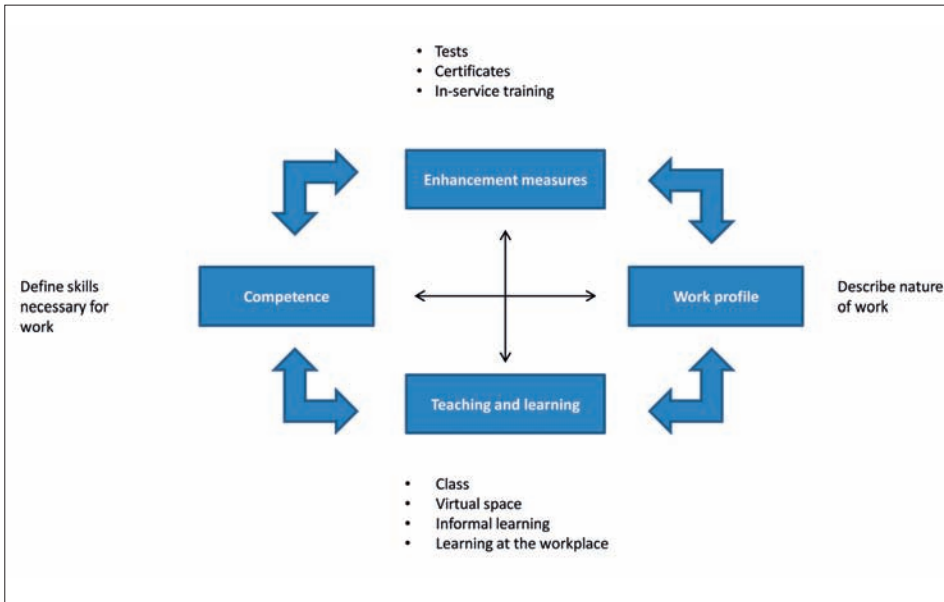 • Tests
• Certificates
• In-service training
Enhancement measures
Define skills
necessary for
work
Competence
Work profile
Describe nature
of work
Teaching and learning
• Class
• Virtual space
• Informal learning
• Learning at the workplace